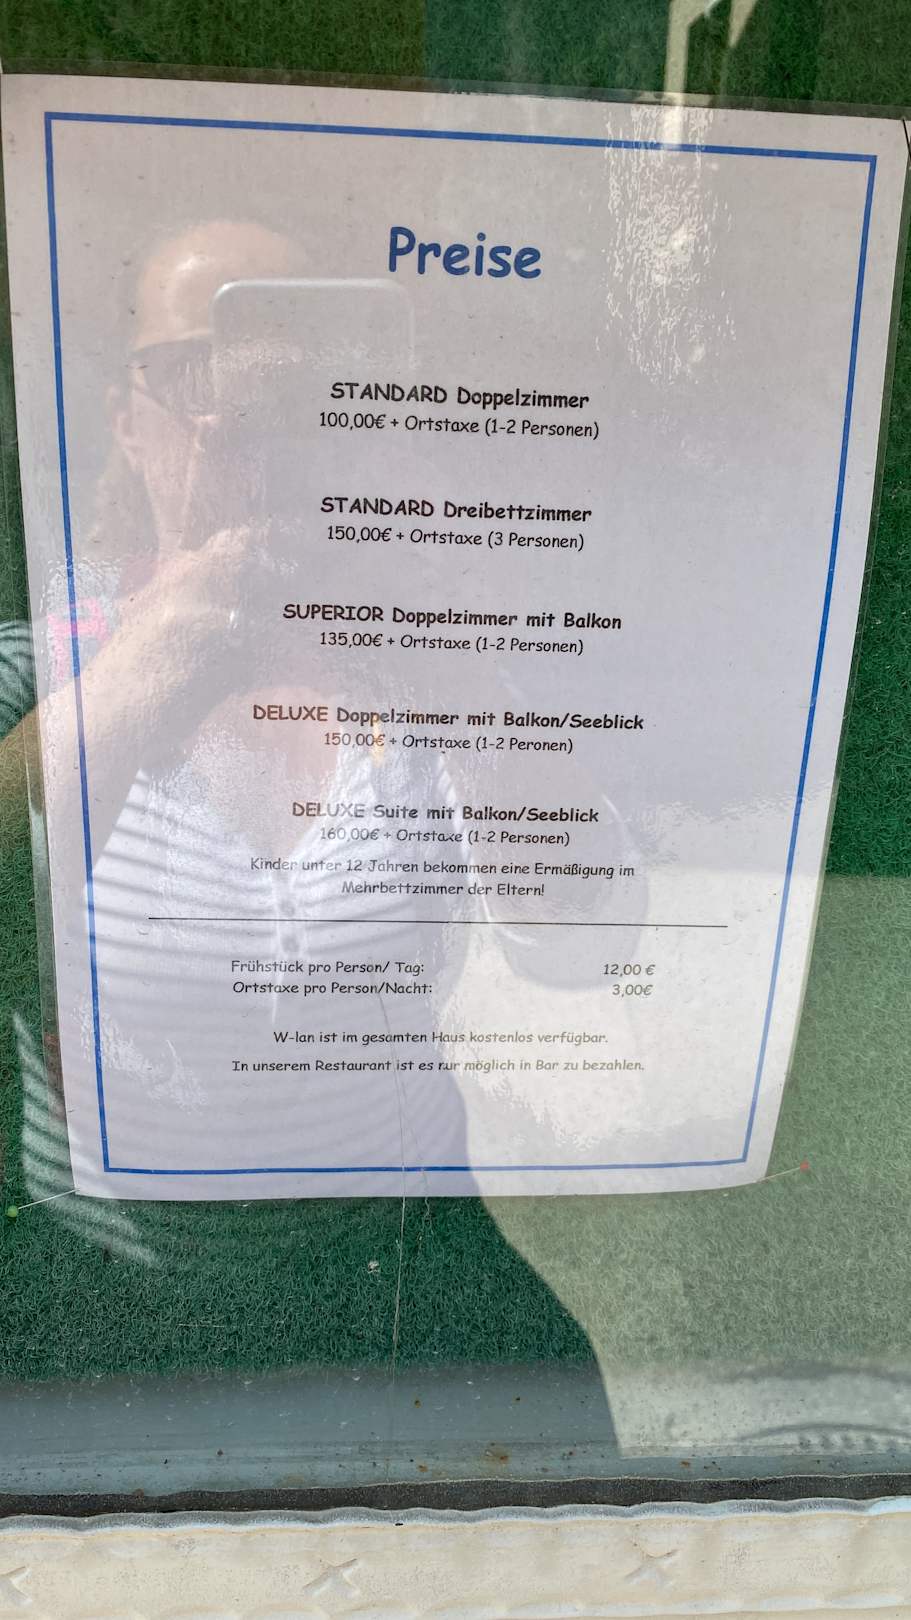 Preise
STANDARD Doppelzimmer
100,00€ + Ortstaxe (1-2 Personen)
STANDARD Dreibettzimmer
150,00€ + Ortstaxe (3 Personen)
SUPERIOR Doppelzimmer mit Balkon
135,00€ + Ortstaxe (1-2 Personen)
DELUXE Doppelzimmer mit Balkon/Seeblick
150,00€ + Ortstaxe (1-2 Peronen)
DELUXE Suite mit Balkon/Seeblick
160,00€ + Ortstaxe (1-2 Personen)
Kinder unter 12 Jahren bekommen eine Ermäßigung im
Mehrbettzimmer der Eltern!
Frühstück pro Person/ Tag: 12,00 €
Ortstaxe pro Person/Nacht: 3,00€
W-lan ist im gesamten Haus kostenlos verfügbar.
In unserem Restaurant ist es nur möglich in Bar zu bezahlen.